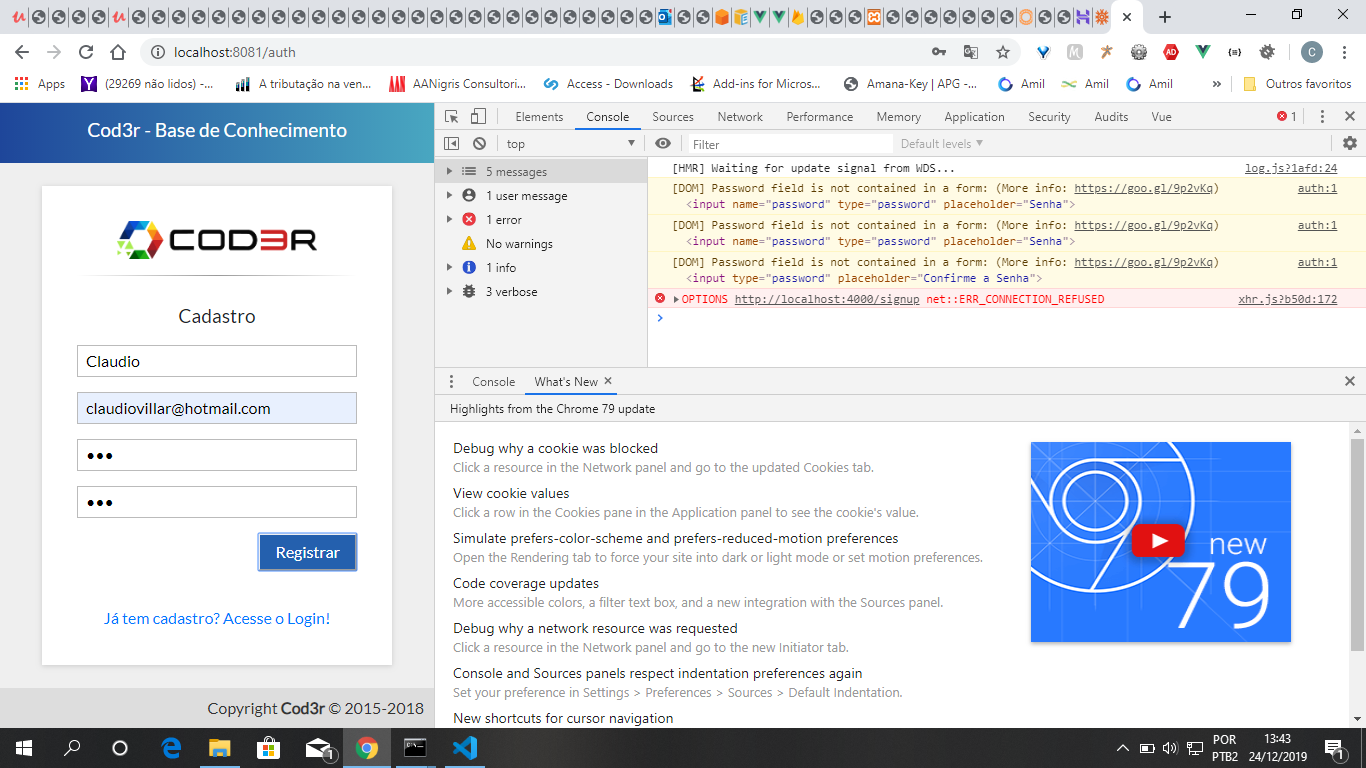 localhost:8081/auth
C
Apps
(29269 não lidos) -...
A tributação na ven...
AANigris Consultori...
Access - Downloads
Add-ins for Micros...
Amana-Key | APG -...
Amil
Amil
Amil
»
Outros favoritos
Cod3r - Base de Conhecimento
COD3R
Cadastro
Claudio
claudiovillar@hotmail.com
•••
•••
Registrar
Já tem cadastro? Acesse o Login!
Copyright Cod3r © 2015-2018
Elements Console Sources Network Performance Memory Application Security Audits Vue 1
top Filter Default levels ▼
5 messages
1 user message
1 error
No warnings
1 info
3 verbose
[HMR] Waiting for update signal from WDS... log.js?1afd:24
[DOM] Password field is not contained in a form: (More info: https://goo.gl/9p2vKq) auth:1
<input name="password" type="password" placeholder="Senha">
[DOM] Password field is not contained in a form: (More info: https://goo.gl/9p2vKq) auth:1
<input name="password" type="password" placeholder="Senha">
[DOM] Password field is not contained in a form: (More info: https://goo.gl/9p2vKq) auth:1
<input type="password" placeholder="Confirme a Senha">
OPTIONS http://localhost:4000/signup net::ERR_CONNECTION_REFUSED xhr.js?b50d:172
Console What's New
Highlights from the Chrome 79 update
Debug why a cookie was blocked
Click a resource in the Network panel and go to the updated Cookies tab.
View cookie values
Click a row in the Cookies pane in the Application panel to see the cookie's value.
Simulate prefers-color-scheme and prefers-reduced-motion preferences
Open the Rendering tab to force your site into dark or light mode or set motion preferences.
Code coverage updates
More accessible colors, a filter text box, and a new integration with the Sources panel.
Debug why a network resource was requested
Click a resource in the Network panel and go to the new Initiator tab.
Console and Sources panels respect indentation preferences again
Set your preference in Settings > Preferences > Sources > Default Indentation.
New shortcuts for cursor navigation
new
79
1
POR
PTB2
13:43
24/12/2019
1